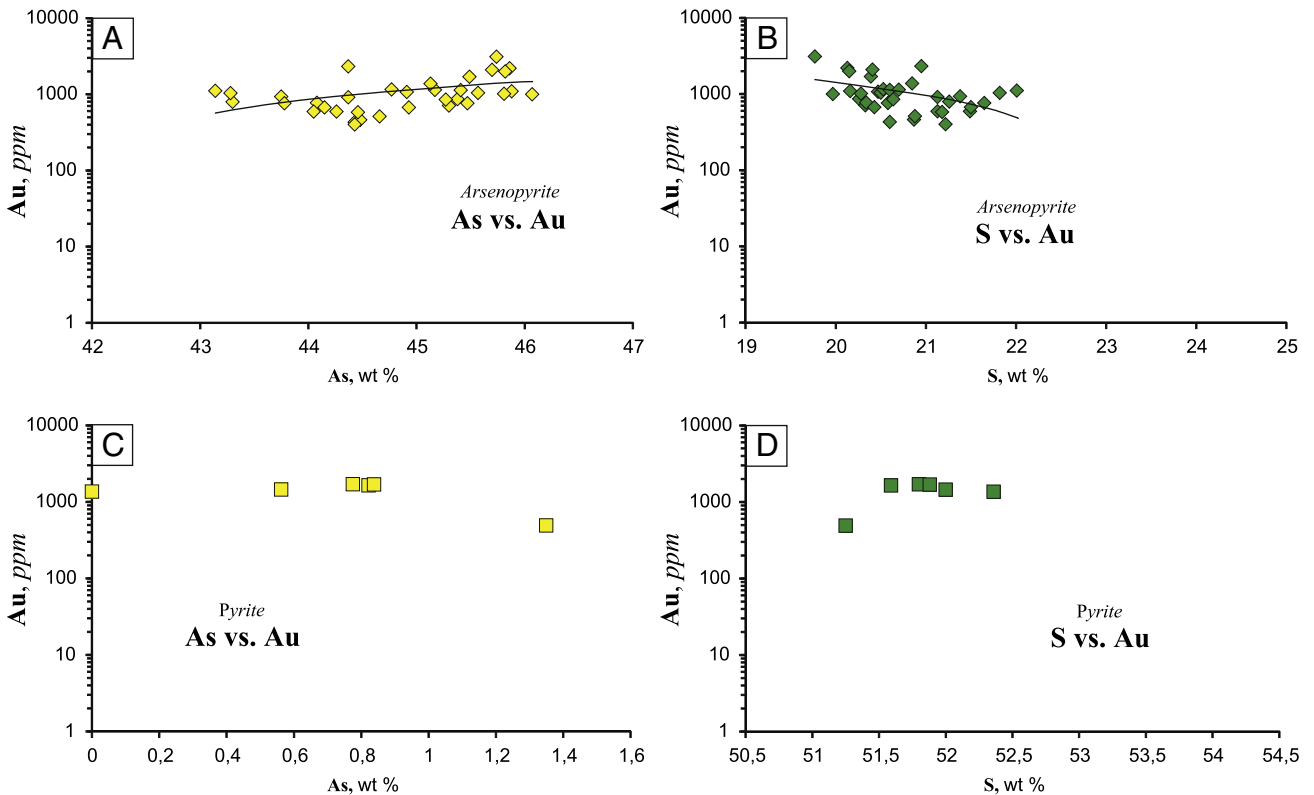 A
10000
1000
100
10
1
Au, ppm
Arsenopyrite
As vs. Au
42 43 44 45 46 47
As, wt %
B
10000
1000
100
10
1
Au, ppm
Arsenopyrite
S vs. Au
19 20 21 22 23 24 25
S, wt %
C
10000
1000
100
10
1
Au, ppm
Pyrite
As vs. Au
0 0,2 0,4 0,6 0,8 1 1,2 1,4 1,6
As, wt %
D
10000
1000
100
10
1
Au, ppm
Pyrite
S vs. Au
50,5 51 51,5 52 52,5 53 53,5 54 54,5
S, wt %